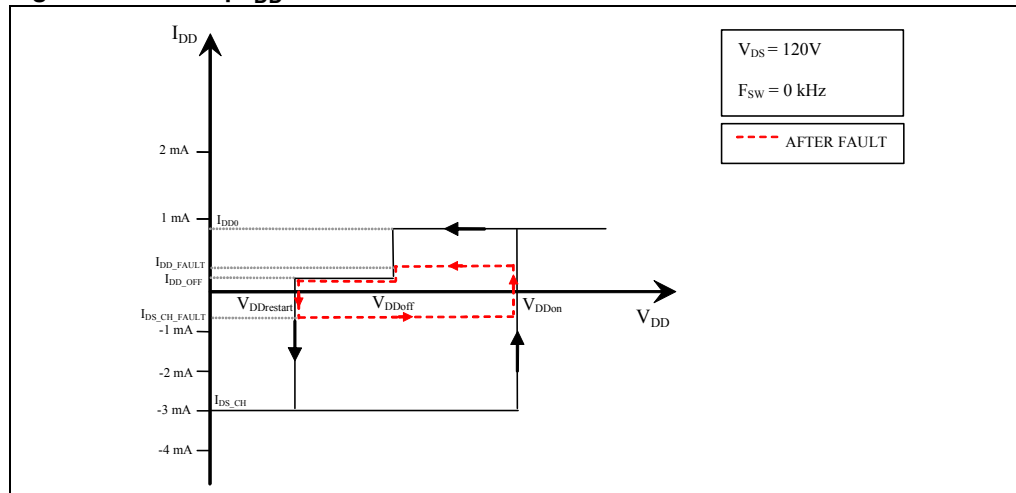 I_DD
V_DS = 120V
F_SW = 0 kHz
AFTER FAULT
2 mA
1 mA
I_DD0
I_DD_FAULT
I_DD_OFF
V_DDrestart
V_DDoff
V_DDon
V_DD
I_DS_CH_FAULT
-1 mA
-2 mA
-3 mA
I_DS_CH
-4 mA